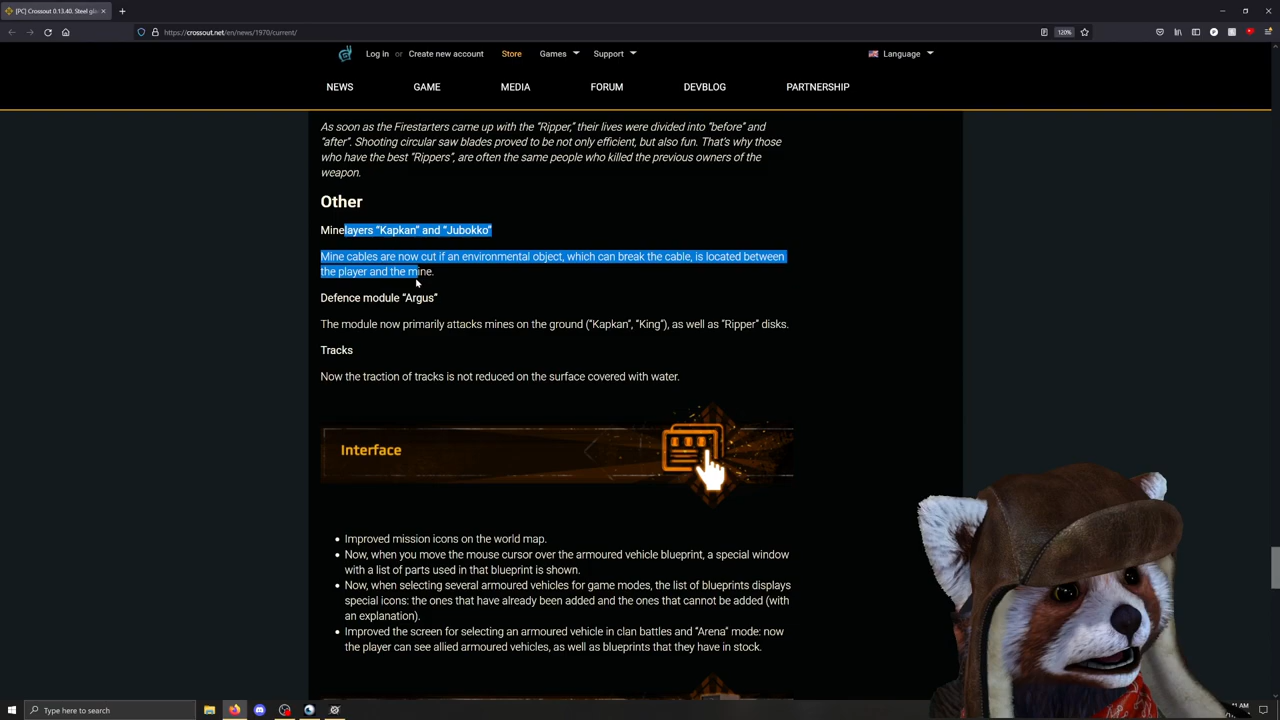 [PC] Crossout 0.13.40. Steel gla
https://crossout.net/en/news/1970/current/
120%
Log in or Create new account Store Games Support Language
NEWS GAME MEDIA FORUM DEVBLOG PARTNERSHIP
As soon as the Firestarters came up with the “Ripper,” their lives were divided into “before” and
“after”. Shooting circular saw blades proved to be not only efficient, but also fun. That’s why those
who have the best “Rippers”, are often the same people who killed the previous owners of the
weapon.
Other
Minelayers “Kapkan” and “Jubokko”
Mine cables are now cut if an environmental object, which can break the cable, is located between
the player and the mine.
Defence module “Argus”
The module now primarily attacks mines on the ground (“Kapkan”, “King”), as well as “Ripper” disks.
Tracks
Now the traction of tracks is not reduced on the surface covered with water.
Interface
Improved mission icons on the world map.
Now, when you move the mouse cursor over the armoured vehicle blueprint, a special window
with a list of parts used in that blueprint is shown.
Now, when selecting several armoured vehicles for game modes, the list of blueprints displays
special icons: the ones that have already been added and the ones that cannot be added (with
an explanation).
Improved the screen for selecting an armoured vehicle in clan battles and “Arena” mode: now
the player can see allied armoured vehicles, as well as blueprints that they have in stock.
Type here to search
AM